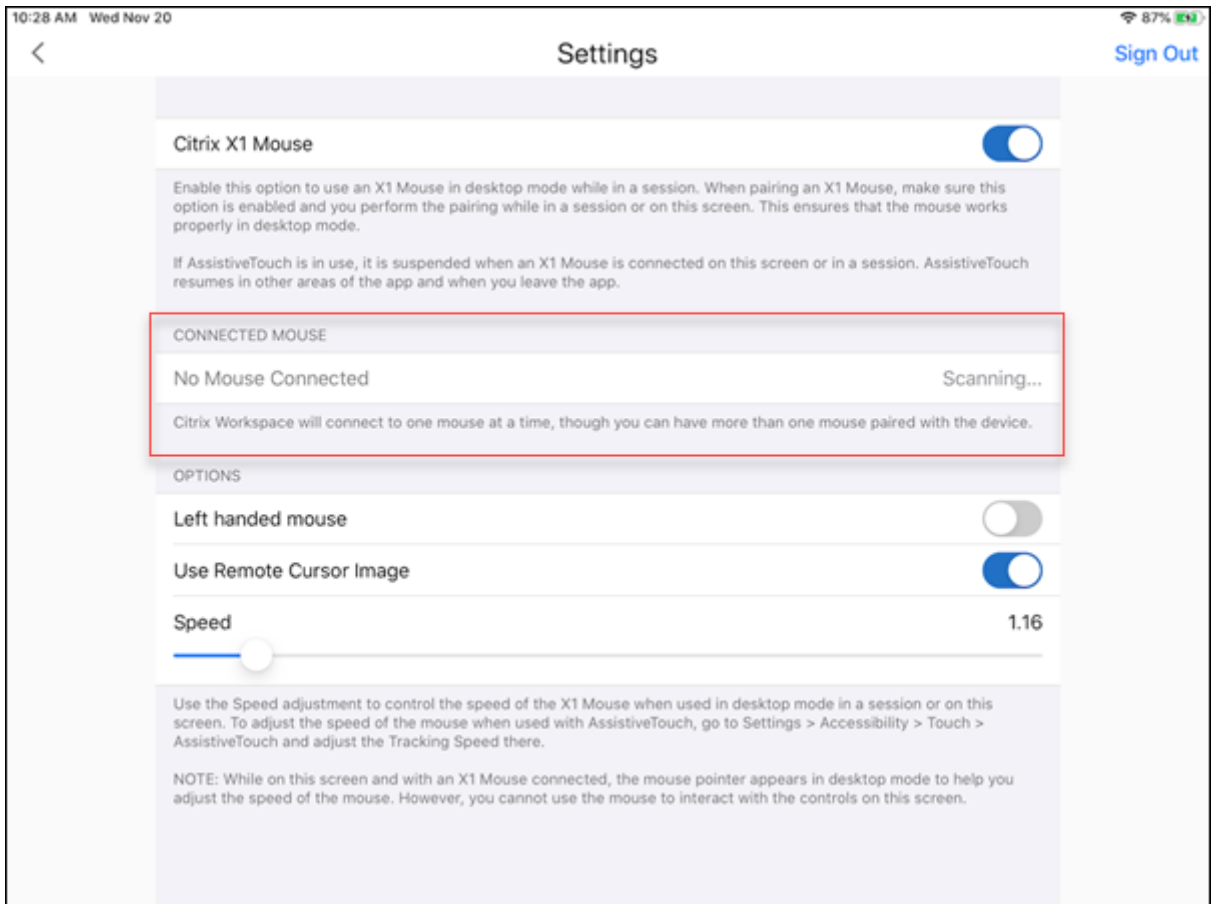 10:28 AM Wed Nov 20
87%
Settings
Sign Out
Citrix X1 Mouse
Enable this option to use an X1 Mouse in desktop mode while in a session. When pairing an X1 Mouse, make sure this
option is enabled and you perform the pairing while in a session or on this screen. This ensures that the mouse works
properly in desktop mode.
If AssistiveTouch is in use, it is suspended when an X1 Mouse is connected on this screen or in a session. AssistiveTouch
resumes in other areas of the app and when you leave the app.
CONNECTED MOUSE
No Mouse Connected
Scanning...
Citrix Workspace will connect to one mouse at a time, though you can have more than one mouse paired with the device.
OPTIONS
Left handed mouse
Use Remote Cursor Image
Speed
1.16
Use the Speed adjustment to control the speed of the X1 Mouse when used in desktop mode in a session or on this
screen. To adjust the speed of the mouse when used with AssistiveTouch, go to Settings > Accessibility > Touch >
AssistiveTouch and adjust the Tracking Speed there.
NOTE: While on this screen and with an X1 Mouse connected, the mouse pointer appears in desktop mode to help you
adjust the speed of the mouse. However, you cannot use the mouse to interact with the controls on this screen.